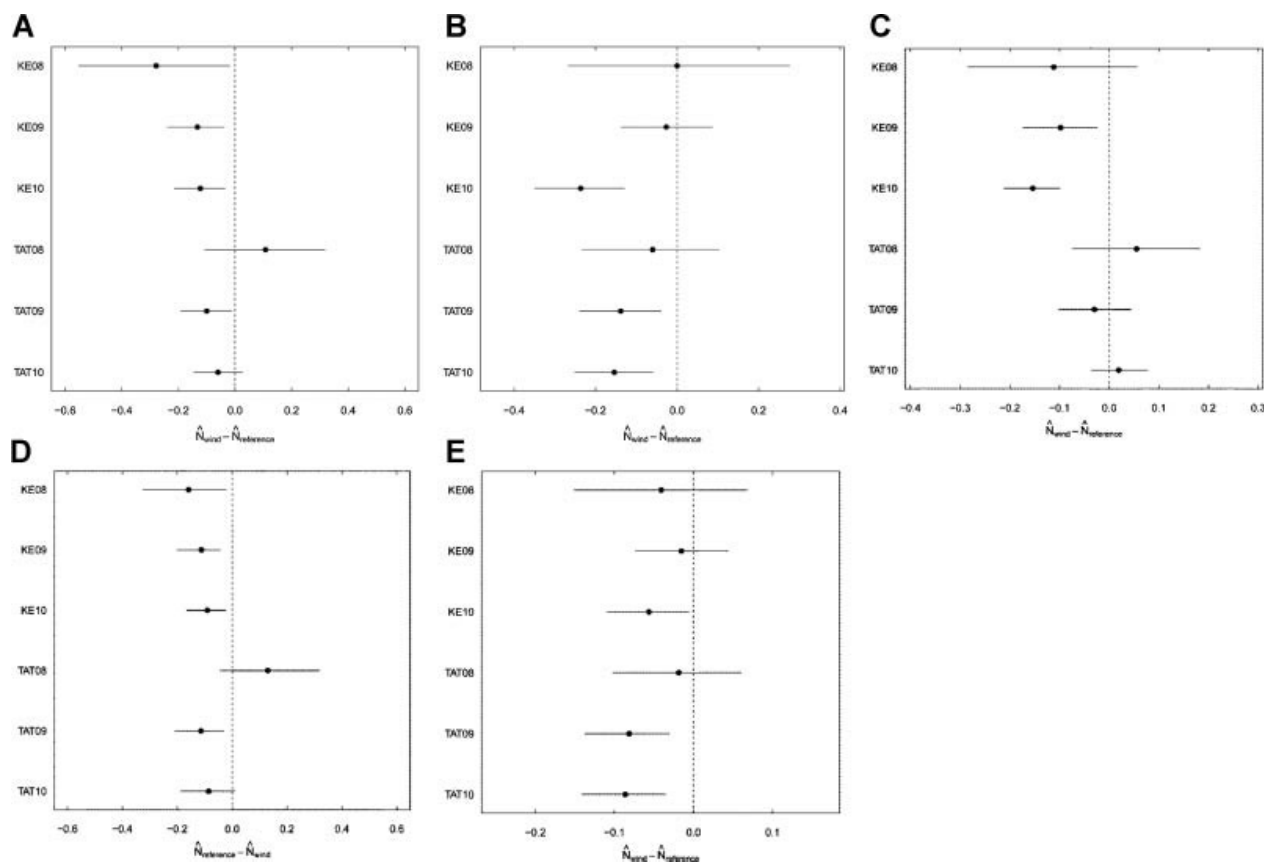 A
KE08
KE09
KE10
TAT08
TAT09
TAT10
−0.6 −0.4 −0.2 0.0 0.2 0.4 0.6
N̂wind − N̂reference
B
KE08
KE09
KE10
TAT08
TAT09
TAT10
−0.4 −0.2 0.0 0.2 0.4
N̂wind − N̂reference
C
KE08
KE09
KE10
TAT08
TAT09
TAT10
−0.4 −0.3 −0.2 −0.1 0.0 0.1 0.2 0.3
N̂wind − N̂reference
D
KE08
KE09
KE10
TAT08
TAT09
TAT10
−0.6 −0.4 −0.2 0.0 0.2 0.4 0.6
N̂reference − N̂wind
E
KE08
KE09
KE10
TAT08
TAT09
TAT10
−0.2 −0.1 0.0 0.1
N̂wind − N̂reference